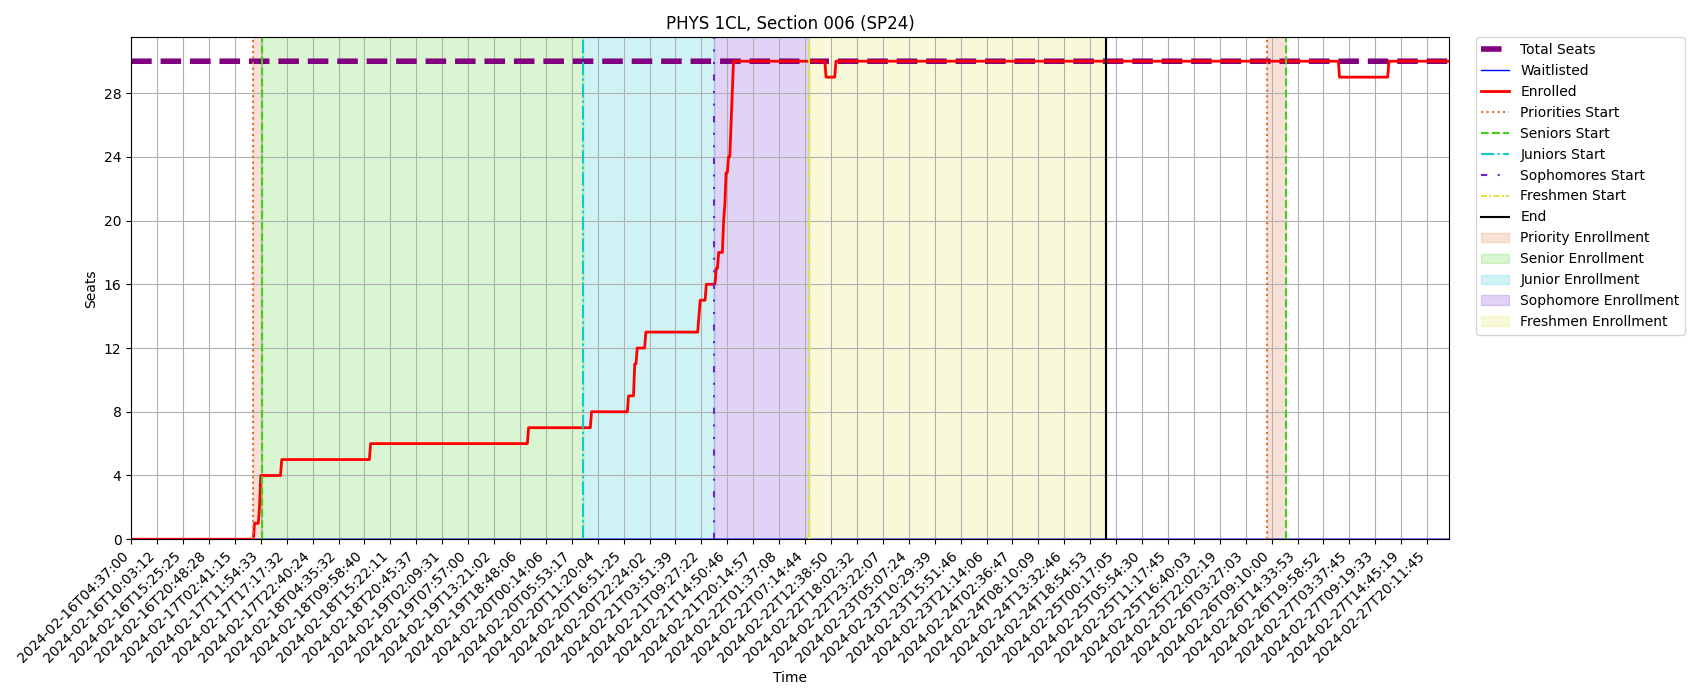 PHYS 1CL, Section 006 (SP24)
Total Seats
Waitlisted
Enrolled
Priorities Start
Seniors Start
Juniors Start
Sophomores Start
Freshmen Start
End
Priority Enrollment
Senior Enrollment
Junior Enrollment
Sophomore Enrollment
Freshmen Enrollment
Seats
28
24
20
16
12
8
4
0
2024-02-16T04:37:00
2024-02-16T10:03:12
2024-02-16T15:25:25
2024-02-16T20:48:28
2024-02-17T02:41:15
2024-02-17T11:54:33
2024-02-17T17:17:32
2024-02-17T22:40:24
2024-02-18T04:35:32
2024-02-18T09:58:40
2024-02-18T15:22:11
2024-02-18T20:45:37
2024-02-19T02:09:31
2024-02-19T07:57:00
2024-02-19T13:21:02
2024-02-19T18:48:06
2024-02-20T00:14:06
2024-02-20T05:53:17
2024-02-20T11:20:04
2024-02-20T16:51:25
2024-02-20T22:24:02
2024-02-21T03:51:39
2024-02-21T09:27:22
2024-02-21T14:50:46
2024-02-21T20:14:57
2024-02-22T01:37:08
2024-02-22T07:14:44
2024-02-22T12:38:50
2024-02-22T18:02:32
2024-02-22T23:22:07
2024-02-23T05:07:24
2024-02-23T10:29:39
2024-02-23T15:51:46
2024-02-23T21:14:06
2024-02-24T02:36:47
2024-02-24T08:10:09
2024-02-24T13:32:46
2024-02-24T18:54:53
2024-02-25T00:17:05
2024-02-25T05:54:30
2024-02-25T11:17:45
2024-02-25T16:40:03
2024-02-25T22:02:19
2024-02-26T03:27:03
2024-02-26T09:10:00
2024-02-26T14:33:53
2024-02-26T19:58:52
2024-02-27T03:37:45
2024-02-27T09:19:33
2024-02-27T14:45:19
2024-02-27T20:11:45
Time